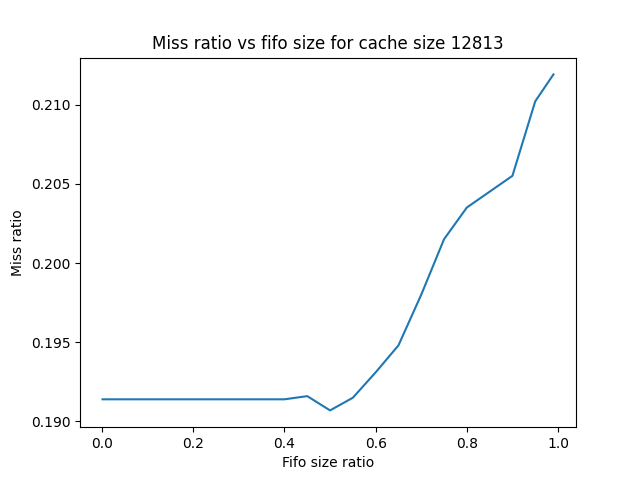 Miss ratio vs fifo size for cache size 12813
0.210
0.205
0.200
0.195
0.190
Miss ratio
0.0 0.2 0.4 0.6 0.8 1.0
Fifo size ratio